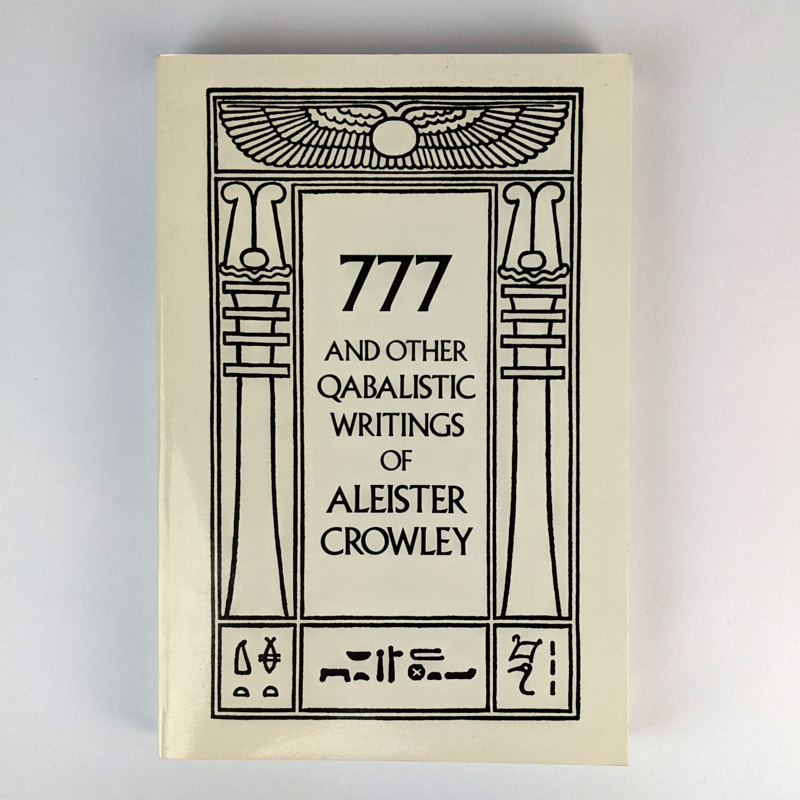 777
AND OTHER
QABALISTIC
WRITINGS
OF
ALEISTER
CROWLEY